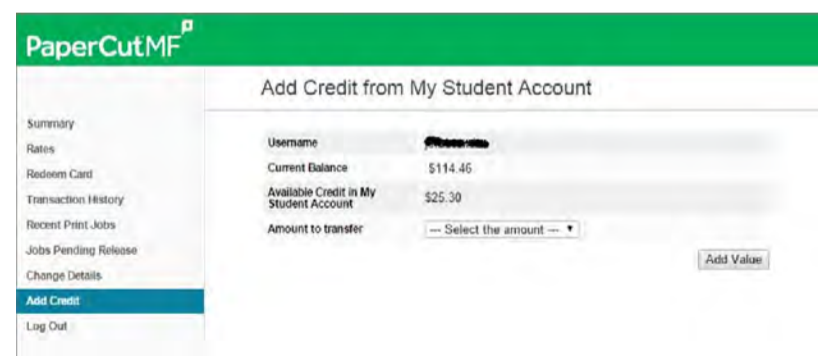 PaperCutMF
Add Credit from My Student Account
Summary
Rates
Redeem Card
Transaction History
Recent Print Jobs
Jobs Pending Release
Change Details
Add Credit
Log Out
Username
Current Balance $114.46
Available Credit in My
Student Account $25.30
Amount to transfer --- Select the amount ---
Add Value